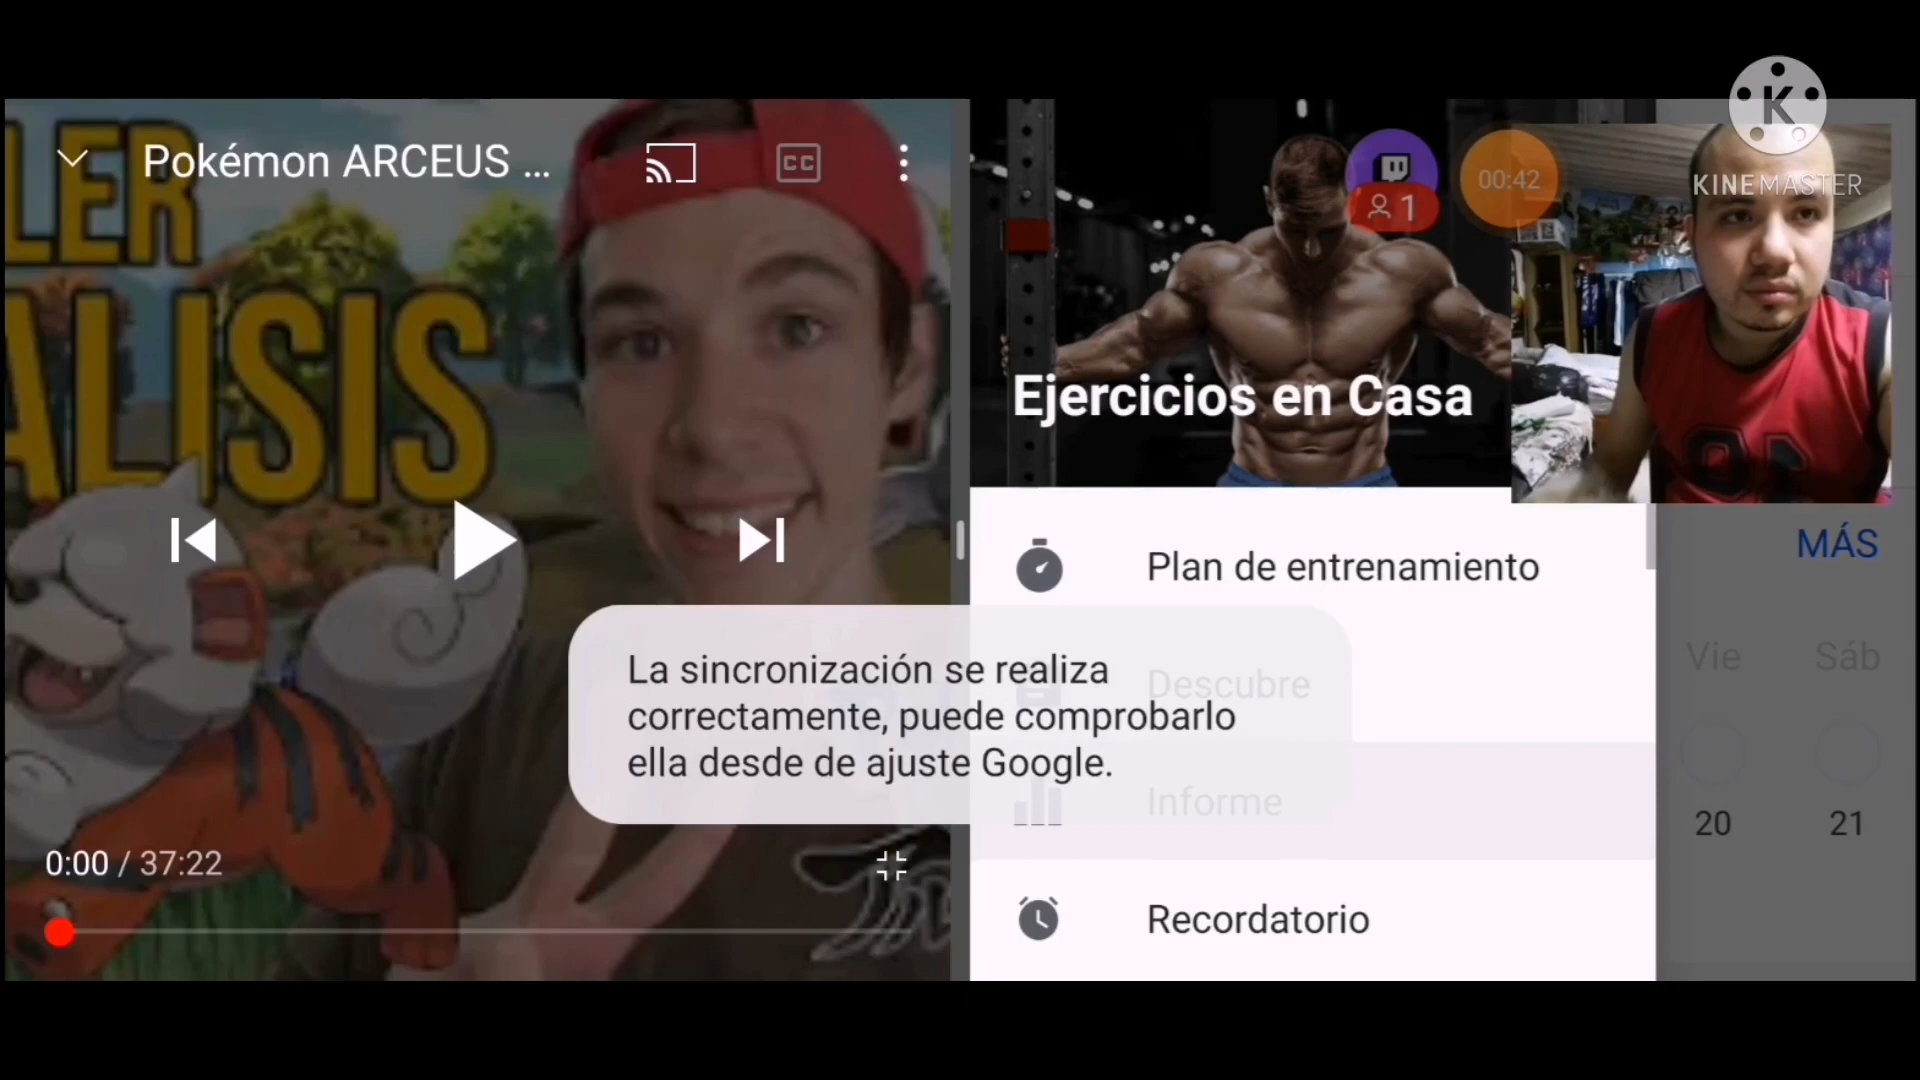 Pokémon ARCEUS ...
CC
LER
ALISIS
0:00 / 37:22
1
00:42
KINEMASTER
K
Ejercicios en Casa
Plan de entrenamiento
Descubre
Informe
Recordatorio
La sincronización se realiza
correctamente, puede comprobarlo
ella desde de ajuste Google.
MÁS
Vie Sáb
20 21